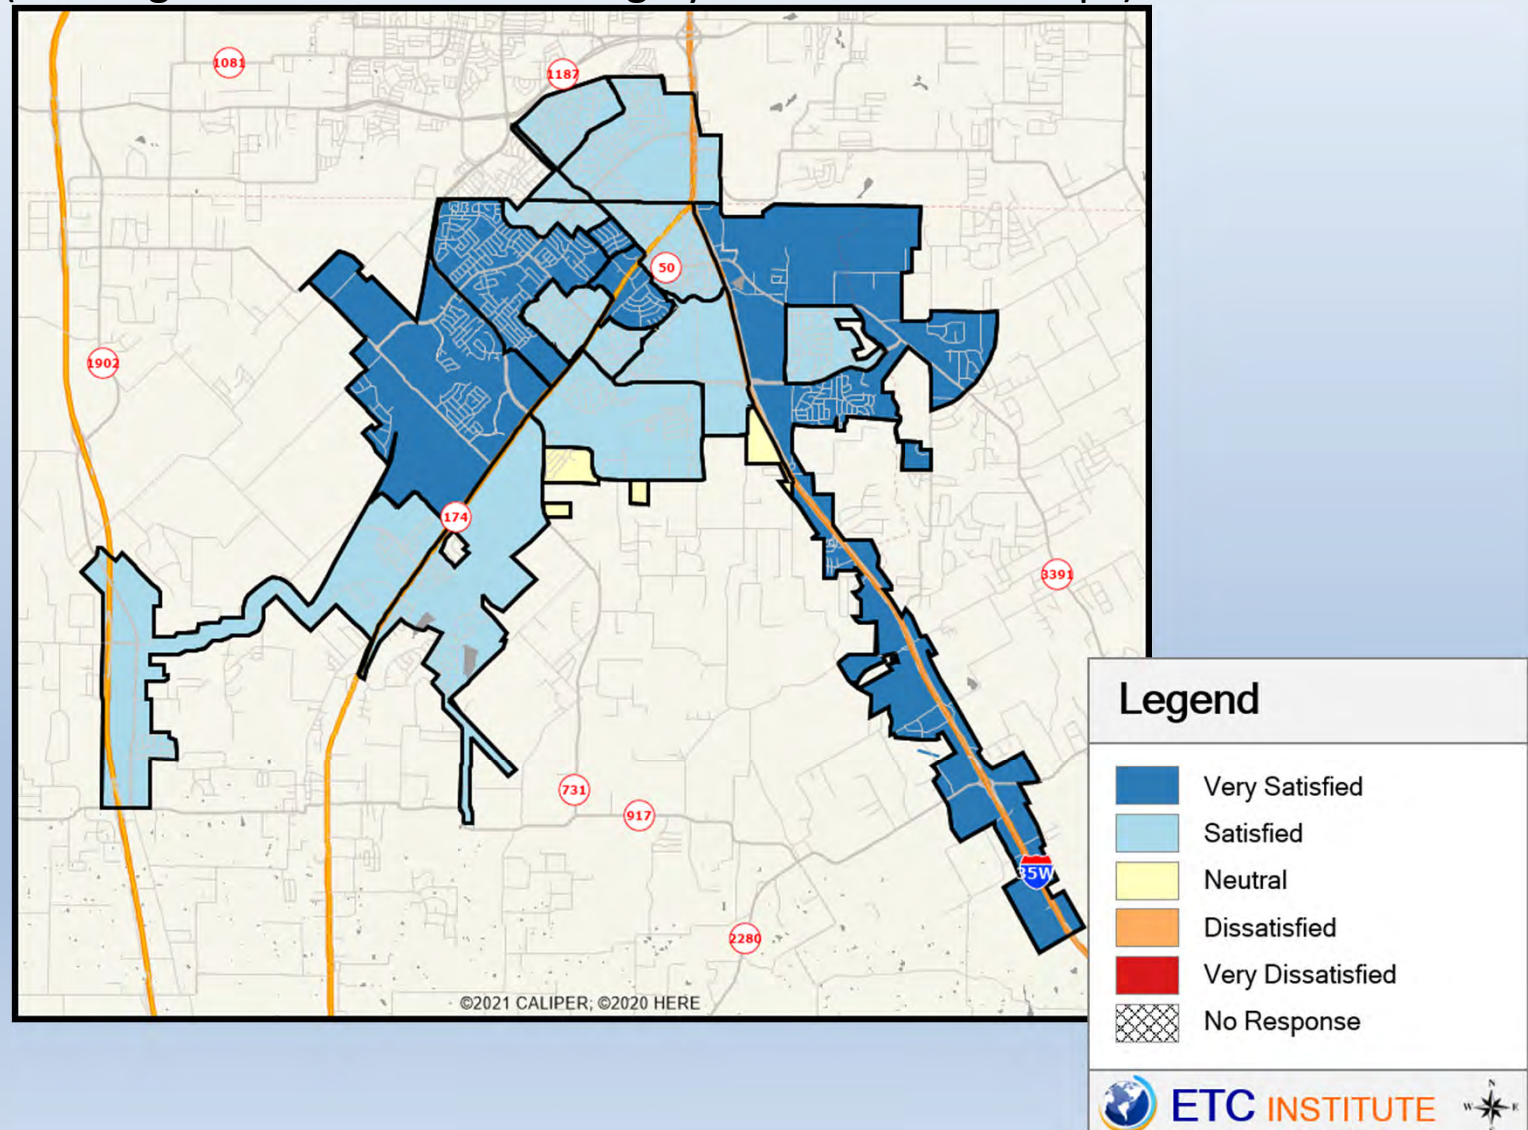 1081
1187
50
1902
174
3391
731
917
35W
2280
©2021 CALIPER; ©2020 HERE
Legend
Very Satisfied
Satisfied
Neutral
Dissatisfied
Very Dissatisfied
No Response
ETC INSTITUTE
N
W E